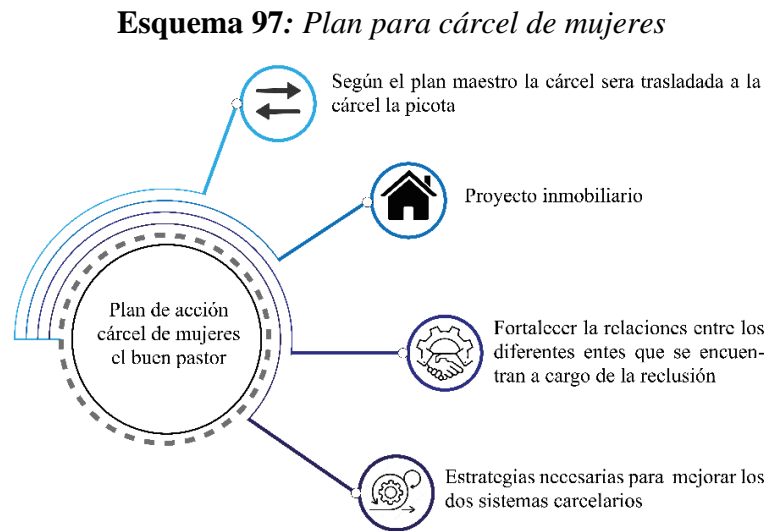 Esquema 97: Plan para cárcel de mujeres
Según el plan maestro la cárcel sera trasladada a la
cárcel la picota
Proyecto inmobiliario
Plan de acción
cárcel de mujeres
el buen pastor
Fortalecer la relaciones entre los
diferentes entes que se encuen-
tran a cargo de la reclusión
Estrategias necesarias para mejorar los
dos sistemas carcelarios